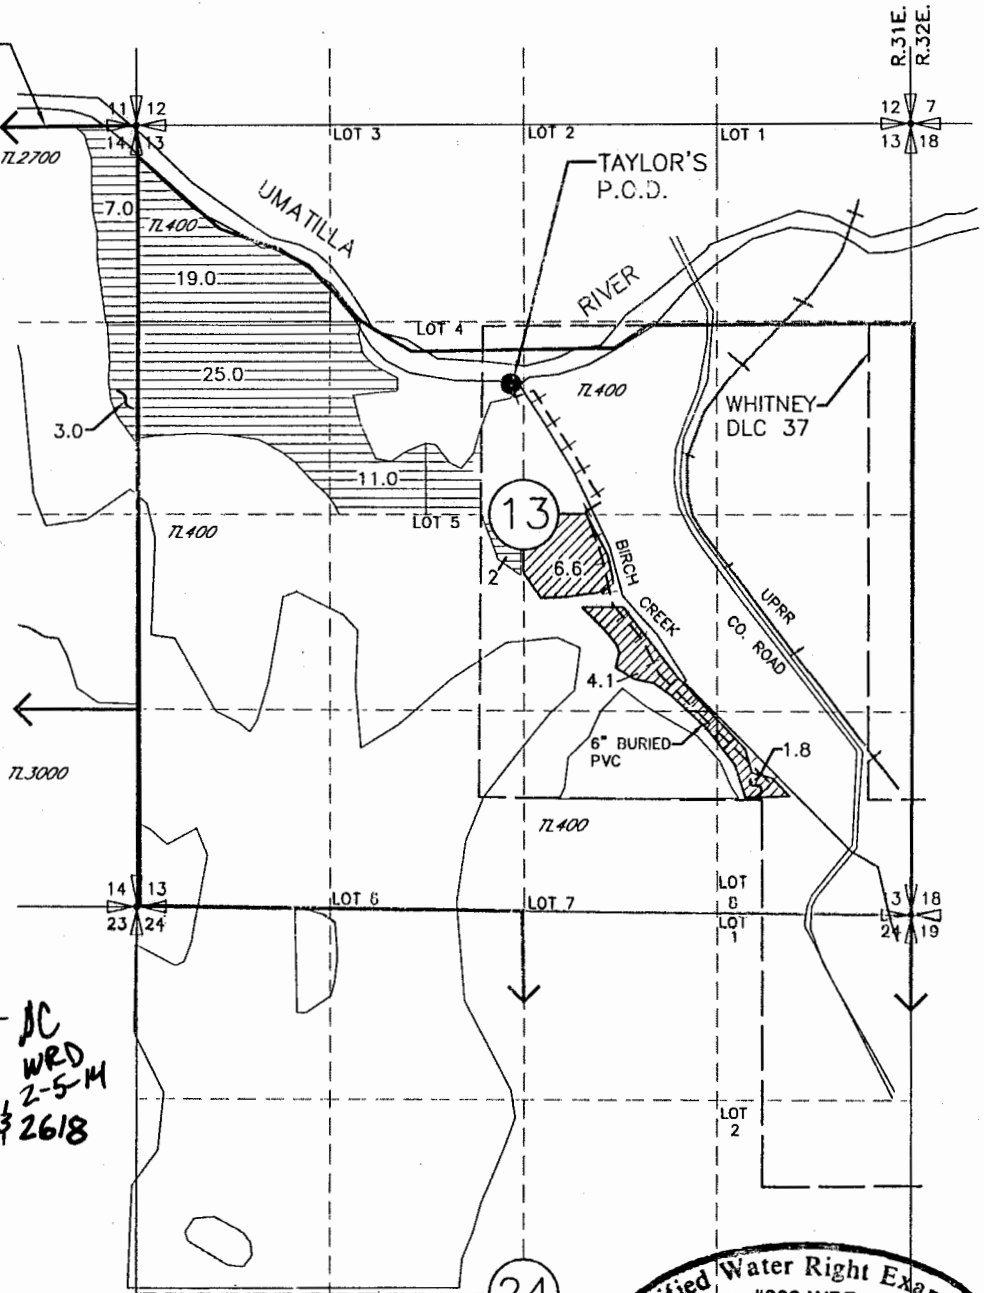 R.31E.
R.32E.
11 12
14 13
LOT 3
LOT 2
LOT 1
12 7
13 18
TL2700
TAYLOR'S
P.O.D.
7.0
TL400
UMATILLA
RIVER
19.0
LOT 4
25.0
TL400
WHITNEY
DLC 37
3.0
11.0
LOT 5
13
TL400
2
6.6
BIRCH
CREEK
UPRR
CO. ROAD
4.1
6" BURIED
PVC
1.8
TL3000
TL400
14 13
23 24
LOT 6
LOT 7
LOT
8
LOT
1
3 18
24 19
DC
WRD
2-5-14
2618
LOT
2
24
Water Right